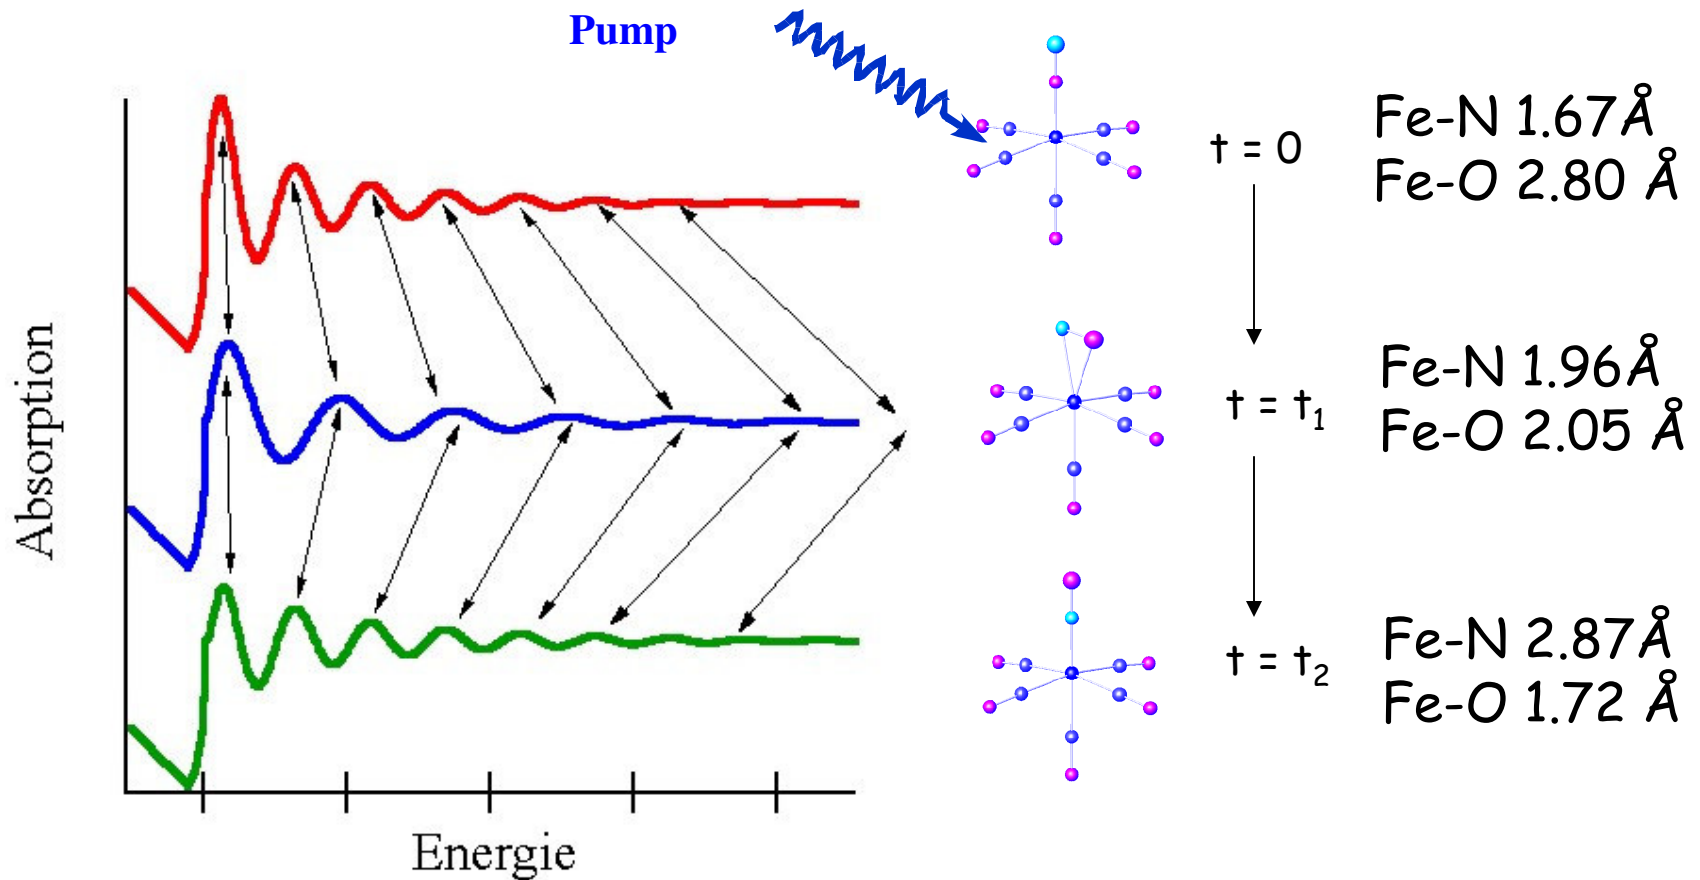 Pump
t = 0
Fe-N 1.67Å
Fe-O 2.80 Å
t = t₁
Fe-N 1.96Å
Fe-O 2.05 Å
t = t₂
Fe-N 2.87Å
Fe-O 1.72 Å
Absorption
Energie